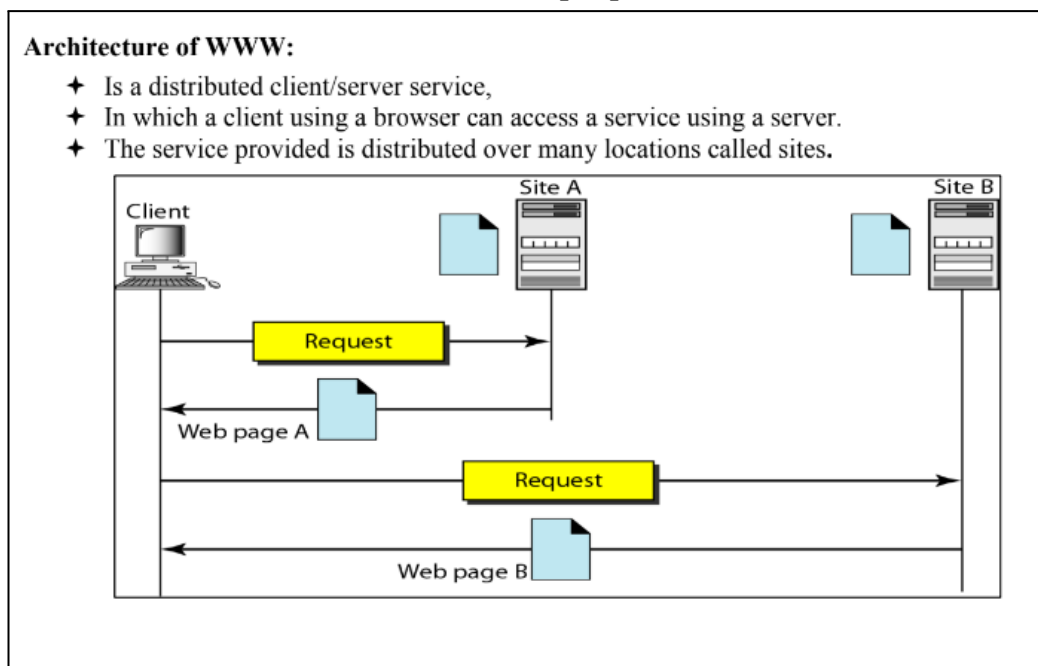 Architecture of WWW:
✦ Is a distributed client/server service,
✦ In which a client using a browser can access a service using a server.
✦ The service provided is distributed over many locations called sites.
Site A
Site B
Client
Request
Web page A
Request
Web page B